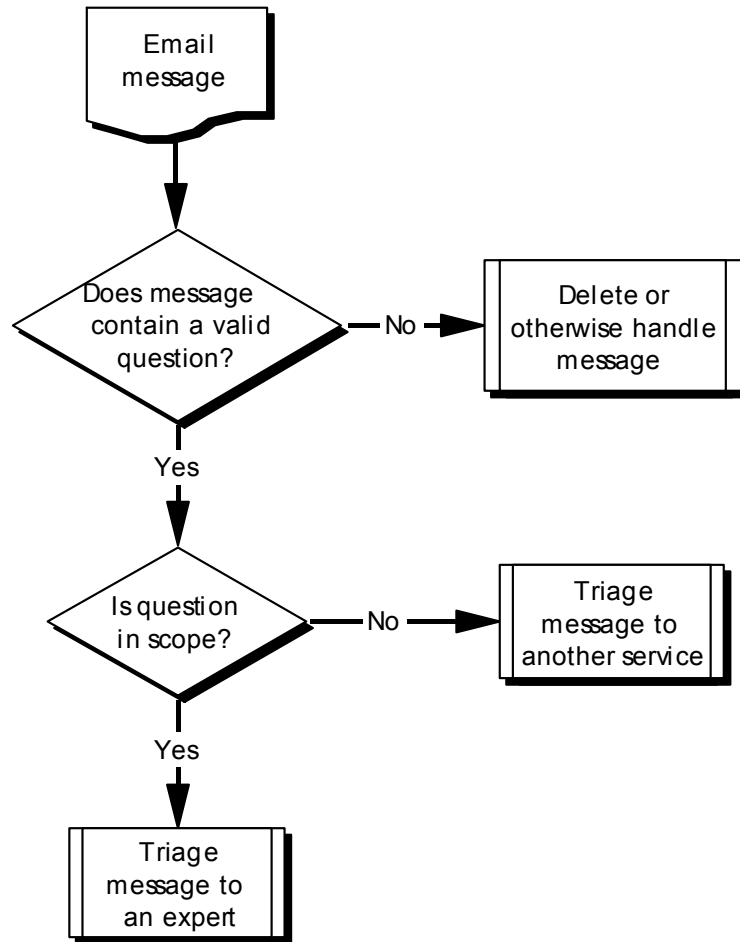 Email
message
Does message
contain a valid
question?
No
Delete or
otherwise handle
message
Yes
Is question
in scope?
No
Triage
message to
another service
Yes
Triage
message to
an expert